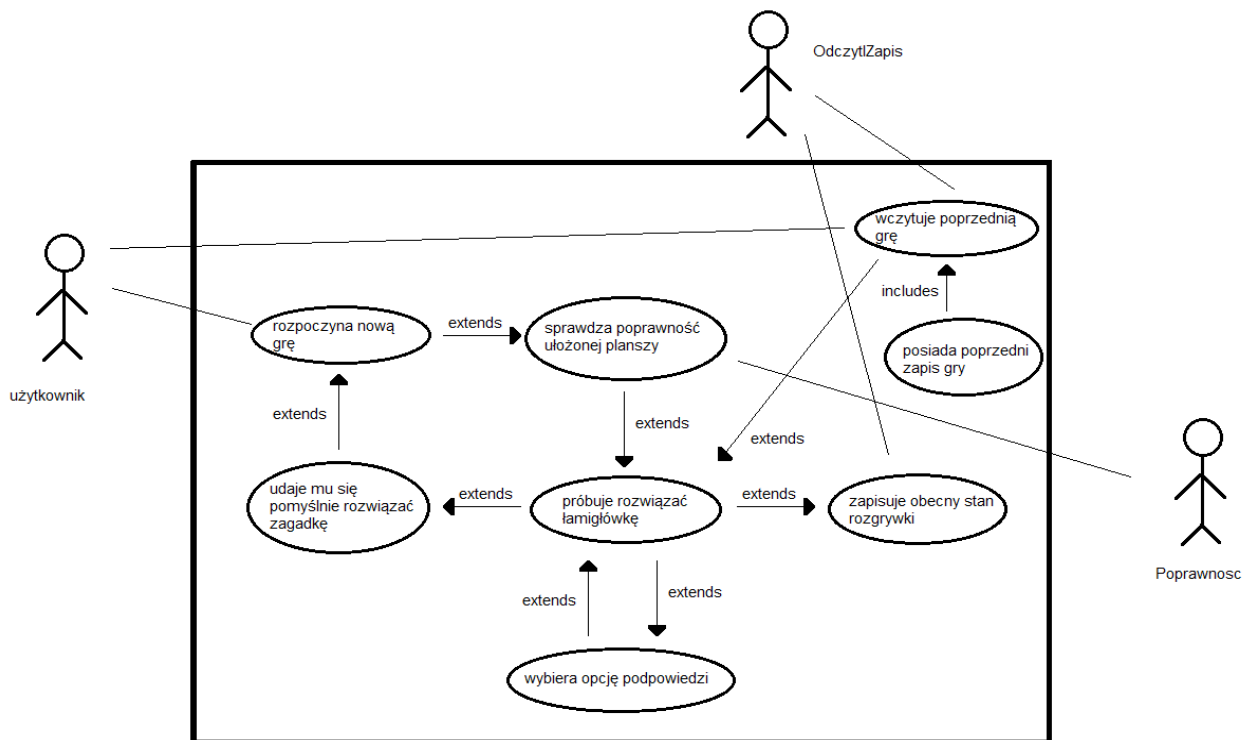 OdczytIZapis
wczytuje poprzednią
grę
includes
rozpoczyna nową
grę
extends
sprawdza poprawność
ułożonej planszy
posiada poprzedni
zapis gry
użytkownik
extends
extends
extends
udaje mu się
pomyślnie rozwiązać
zagadkę
extends
próbuje rozwiązać
łamigłówkę
extends
zapisuje obecny stan
rozgrywki
Poprawnosc
extends
extends
wybiera opcję podpowiedzi